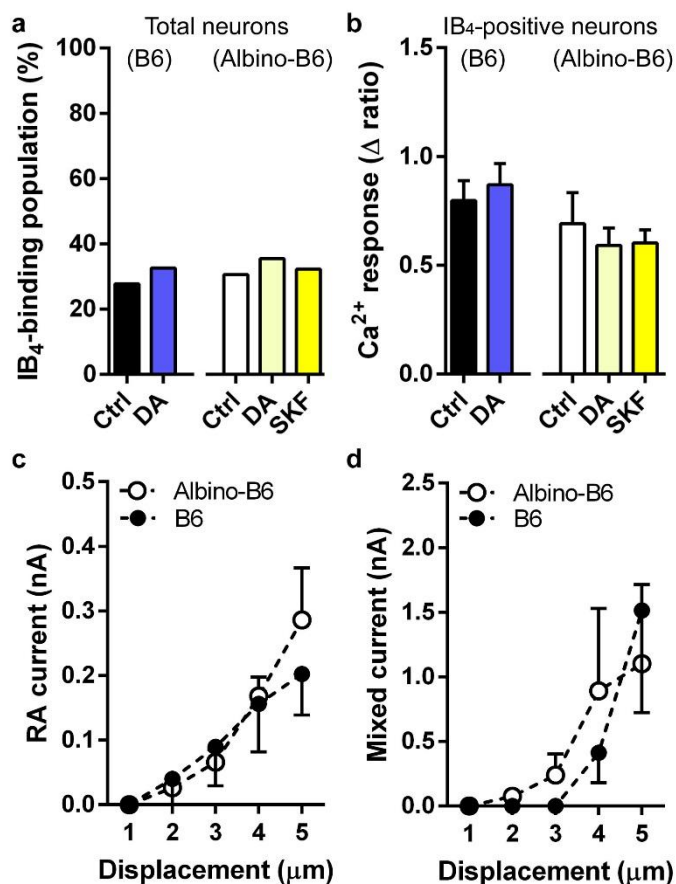 a
Total neurons
(B6) (Albino-B6)
IB₄-binding population (%)
100
80
60
40
20
0
Ctrl
DA
Ctrl
DA
SKF
b
IB₄-positive neurons
(B6) (Albino-B6)
Ca²⁺ response (Δ ratio)
1.5
1.0
0.5
0.0
Ctrl
DA
Ctrl
DA
SKF
c
Albino-B6
B6
RA current (nA)
0.5
0.4
0.3
0.2
0.1
0.0
1 2 3 4 5
Displacement (μm)
d
Albino-B6
B6
Mixed current (nA)
2.5
2.0
1.5
1.0
0.5
0.0
1 2 3 4 5
Displacement (μm)